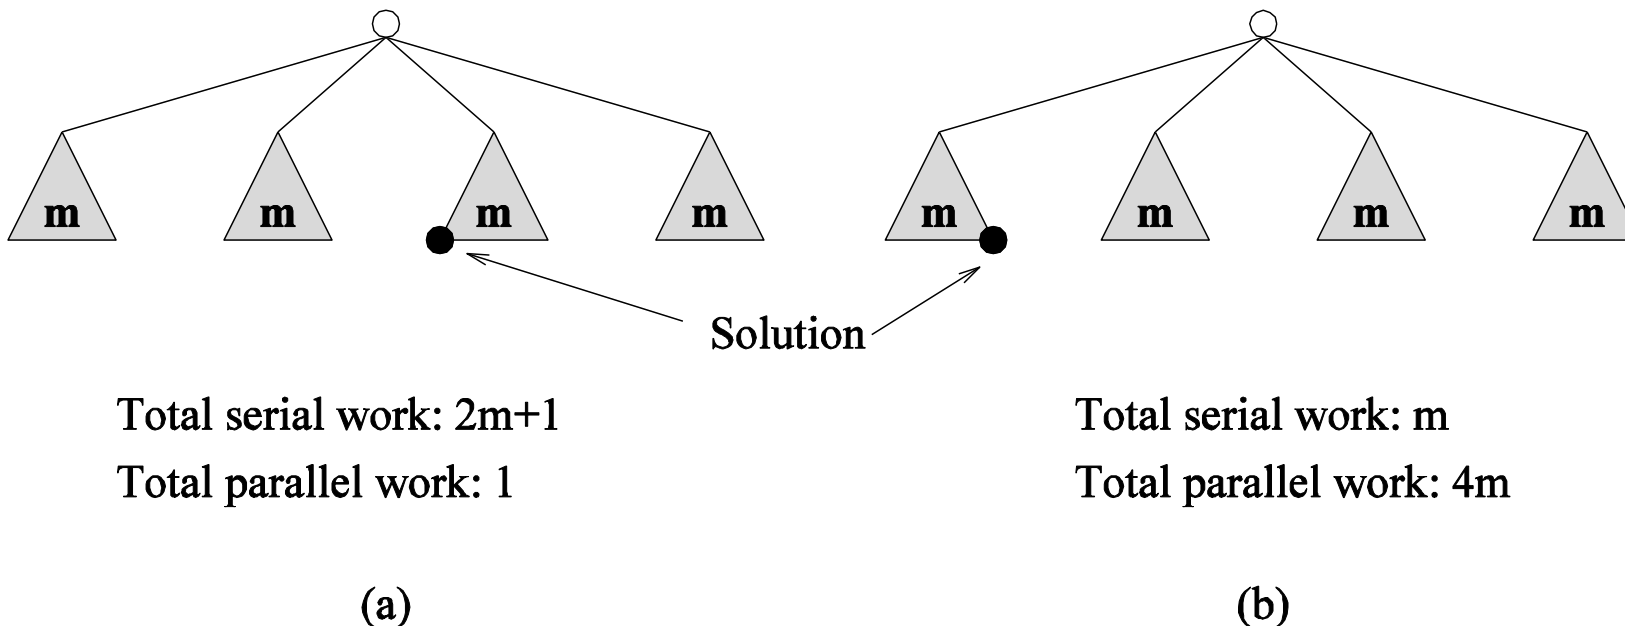 m m m m m m m m
Solution
Total serial work: 2m+1 Total serial work: m
Total parallel work: 1 Total parallel work: 4m
(a) (b)